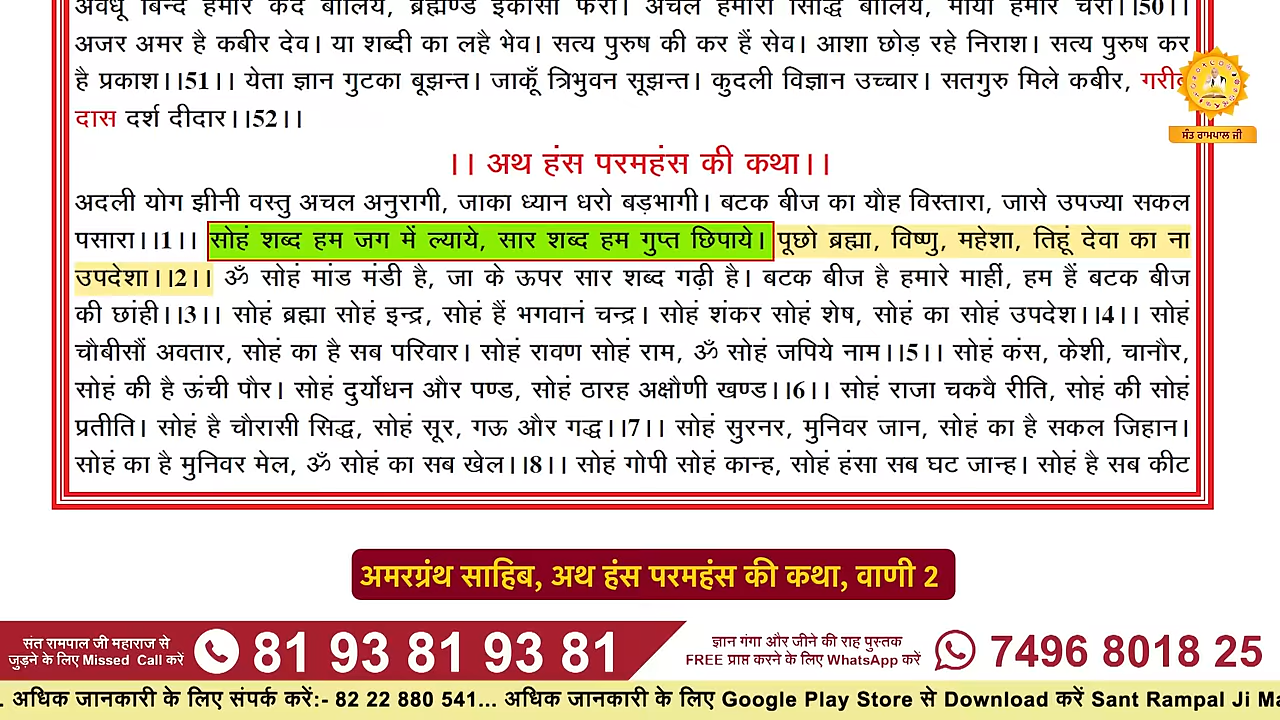 अवधू बिन्द हमारे कंद बोलिये, ब्रह्मण्ड इकीसौं फेरा। अचल हमारी सिद्धि बोलिये, माया हमारे चेरा।।50।।
अजर अमर है कबीर देव। या शब्दी का लहै भेव। सत्य पुरुष की कर हैं सेव। आशा छोड़ रहे निराश। सत्य पुरुष कर
है प्रकाश।।51।। येता ज्ञान गुटका बूझन्त। जाकूँ त्रिभुवन सूझन्त। कुदली विज्ञान उच्चार। सतगुरु मिले कबीर, गरीब
दास दर्श दीदार।।52।।
ਸੰਤ ਰਾਮਪਾਲ ਜੀ
।। अथ हंस परमहंस की कथा।।
अदली योग झीनी वस्तु अचल अनुरागी, जाका ध्यान धरो बड़भागी। बटक बीज का यौह विस्तारा, जासे उपज्या सकल
पसारा।।1।। सोहं शब्द हम जग में ल्याये, सार शब्द हम गुप्त छिपाये। पूछो ब्रह्मा, विष्णु, महेशा, तिहूं देवा का ना
उपदेशा।।2।। ॐ सोहं मांड मंडी है, जा के ऊपर सार शब्द गढ़ी है। बटक बीज है हमारे माहीं, हम हैं बटक बीज
की छांही।।3।। सोहं ब्रह्मा सोहं इन्द्र, सोहं हैं भगवानं चन्द्र। सोहं शंकर सोहं शेष, सोहं का सोहं उपदेश।।4।। सोहं
चौबीसौं अवतार, सोहं का है सब परिवार। सोहं रावण सोहं राम, ॐ सोहं जपिये नाम।।5।। सोहं कंस, केशी, चानौर,
सोहं की है ऊंची पौर। सोहं दुर्योधन और पण्ड, सोहं ठारह अक्षौणी खण्ड।।6।। सोहं राजा चकवै रीति, सोहं की सोहं
प्रतीति। सोहं है चौरासी सिद्ध, सोहं सूर, गऊ और गद्ध।।7।। सोहं सुरनर, मुनिवर जान, सोहं का है सकल जिहान।
सोहं का है मुनिवर मेल, ॐ सोहं का सब खेल।।8।। सोहं गोपी सोहं कान्ह, सोहं हंसा सब घट जान्ह। सोहं है सब कीट
अमरग्रंथ साहिब, अथ हंस परमहंस की कथा, वाणी 2
संत रामपाल जी महाराज से
जुड़ने के लिए Missed Call करें
81 93 81 93 81
ज्ञान गंगा और जीने की राह पुस्तक
FREE प्राप्त करने के लिए WhatsApp करें
7496 8018 25
. अधिक जानकारी के लिए संपर्क करें:- 82 22 880 541... अधिक जानकारी के लिए Google Play Store से Download करें Sant Rampal Ji Ma